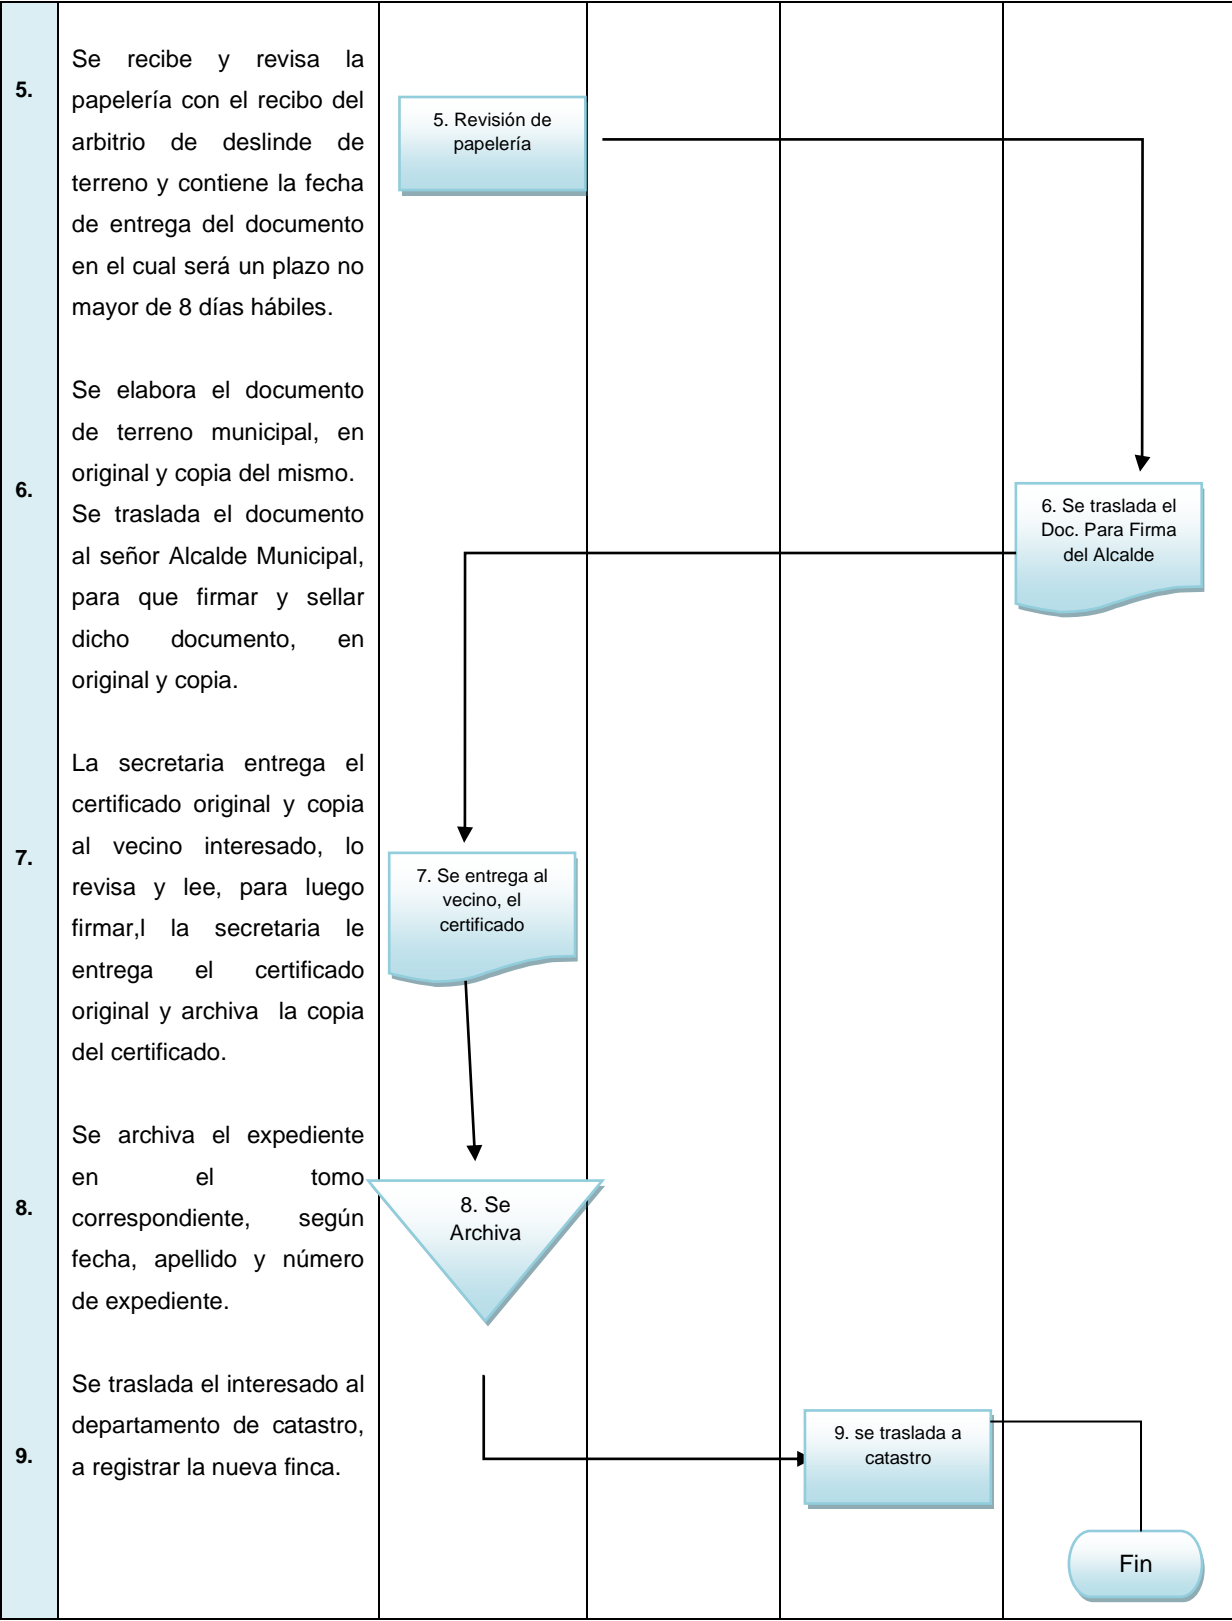 5.
Se recibe y revisa la
papelería con el recibo del
arbitrio de deslinde de
terreno y contiene la fecha
de entrega del documento
en el cual será un plazo no
mayor de 8 días hábiles.
5. Revisión de
papelería
6.
Se elabora el documento
de terreno municipal, en
original y copia del mismo.
Se traslada el documento
al señor Alcalde Municipal,
para que firmar y sellar
dicho documento, en
original y copia.
6. Se traslada el
Doc. Para Firma
del Alcalde
7.
La secretaria entrega el
certificado original y copia
al vecino interesado, lo
revisa y lee, para luego
firmar,l la secretaria le
entrega el certificado
original y archiva la copia
del certificado.
7. Se entrega al
vecino, el
certificado
8.
Se archiva el expediente
en el tomo
correspondiente, según
fecha, apellido y número
de expediente.
8. Se
Archiva
9.
Se traslada el interesado al
departamento de catastro,
a registrar la nueva finca.
9. se traslada a
catastro
Fin